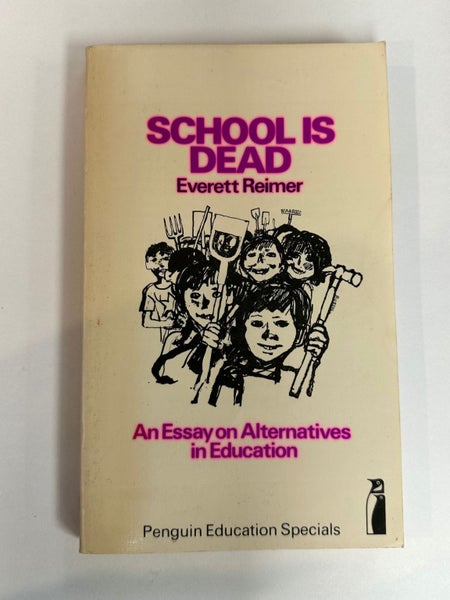 SCHOOL IS
DEAD
Everett Reimer
An Essay on Alternatives
in Education
Penguin Education Specials